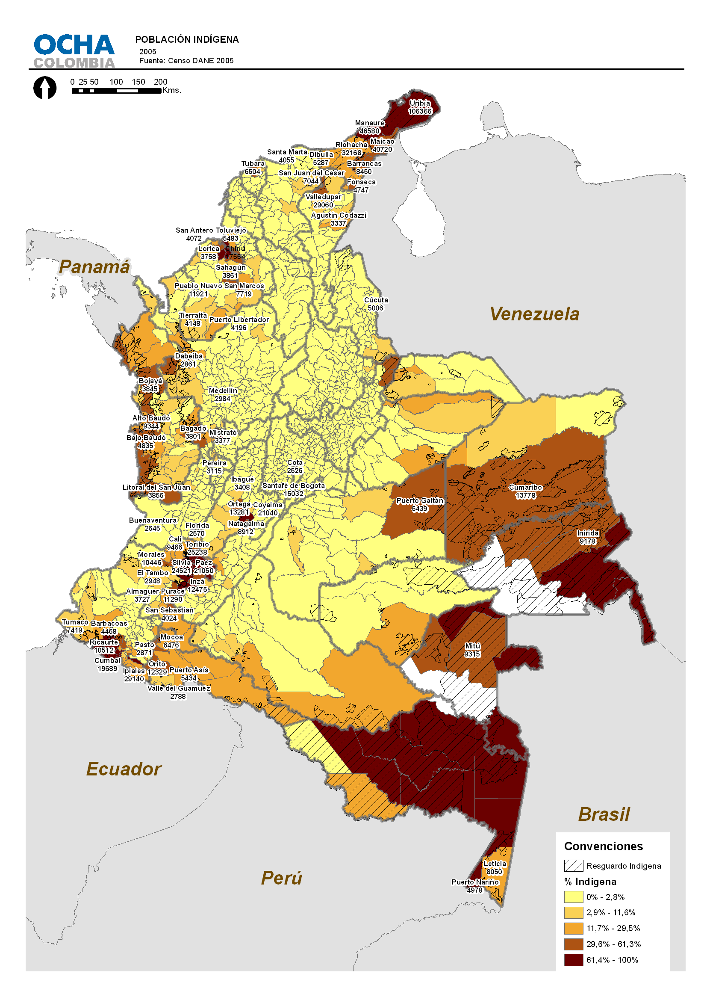 OCHA
COLOMBIA
POBLACIÓN INDÍGENA
2005
Fuente: Censo DANE 2005
0 25 50 100 150 200
Kms.
Uribia
106366
Manaure
46580
Maicao
40720
Riohacha
32168
Santa Marta
4055
Dibulla
5287
Barrancas
8450
Tubara
6504
San Juan del Cesar
7044
Fonseca
4747
Valledupar
29060
Agustín Codazzi
3337
San Antero
4072
Toluviejo
5483
Lorica
3758
Chinú
17554
Sahagún
3861
Pueblo Nuevo
11921
San Marcos
7719
Panamá
Cúcuta
5006
Venezuela
Tierralta
4148
Puerto Libertador
4196
Dabeiba
2861
Bojayá
3845
Medellín
2984
Alto Baudó
9344
Bagadó
3801
Mistrató
3377
Bajo Baudó
4835
Pereira
3115
Cota
2526
Ibagué
3408
Santafé de Bogota
15032
Litoral del San Juan
3856
Cumaribo
13778
Puerto Gaitán
5439
Ortega
13281
Coyaima
21040
Natagaima
8912
Buenaventura
2645
Florida
2570
Inirida
9178
Cali
9466
Toribio
25238
Morales
10446
Silvia
24521
Paez
21050
El Tambo
2948
Inzá
12475
Almaguer
3727
Puracé
11290
San Sebastian
4024
Tumaco
7419
Barbacoas
4468
Mocoa
6476
Ricaurte
10512
Pasto
2871
Mitú
9315
Cumbal
19689
Ipiales
29140
Orito
12329
Puerto Asís
5434
Valle del Guamuéz
2788
Ecuador
Brasil
Perú
Leticia
8050
Puerto Nariño
4978
Convenciones
Resguardo Indígena
% Indigena
0% - 2,8%
2,9% - 11,6%
11,7% - 29,5%
29,6% - 61,3%
61,4% - 100%